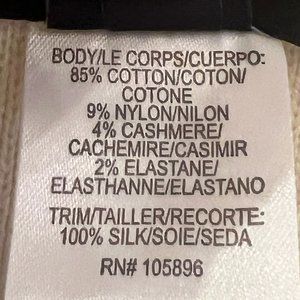 BODY/LE CORPS/CUERPO:
85% COTTON/COTON/
COTONE
9% NYLON/NILON
4% CASHMERE/
CACHEMIRE/CASIMIR
2% ELASTANE/
ELASTHANNE/ELASTANO
TRIM/TAILLER/RECORTE:
100% SILK/SOIE/SEDA
RN# 105896